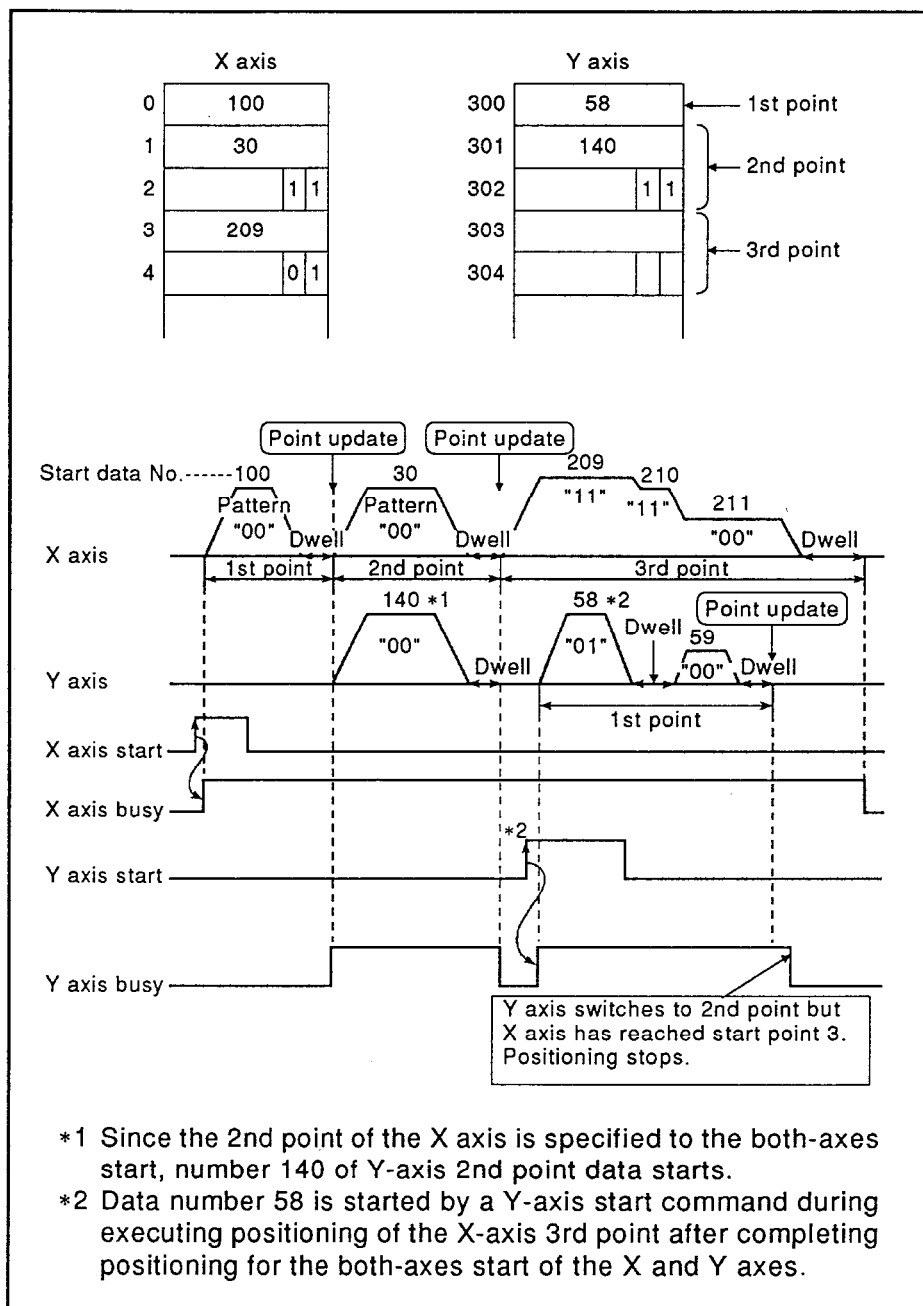 X axis Y axis
0 100 300 58 1st point
1 30 301 140
2nd point
2 1 1 302 1 1
3 209 303
3rd point
4 0 1 304
Point update Point update
Start data No. ------ 100 30 209 210
Pattern "00" Pattern "00" "11" "11" 211 "00"
Dwell Dwell Dwell
X axis
1st point 2nd point 3rd point
140 *1 58 *2 Point update
"00" "01" Dwell 59 "00"
Dwell Dwell
Y axis
1st point
X axis start
X axis busy
*2
Y axis start
Y axis busy
Y axis switches to 2nd point but
X axis has reached start point 3.
Positioning stops.
*1 Since the 2nd point of the X axis is specified to the both-axes
start, number 140 of Y-axis 2nd point data starts.
*2 Data number 58 is started by a Y-axis start command during
executing positioning of the X-axis 3rd point after completing
positioning for the both-axes start of the X and Y axes.